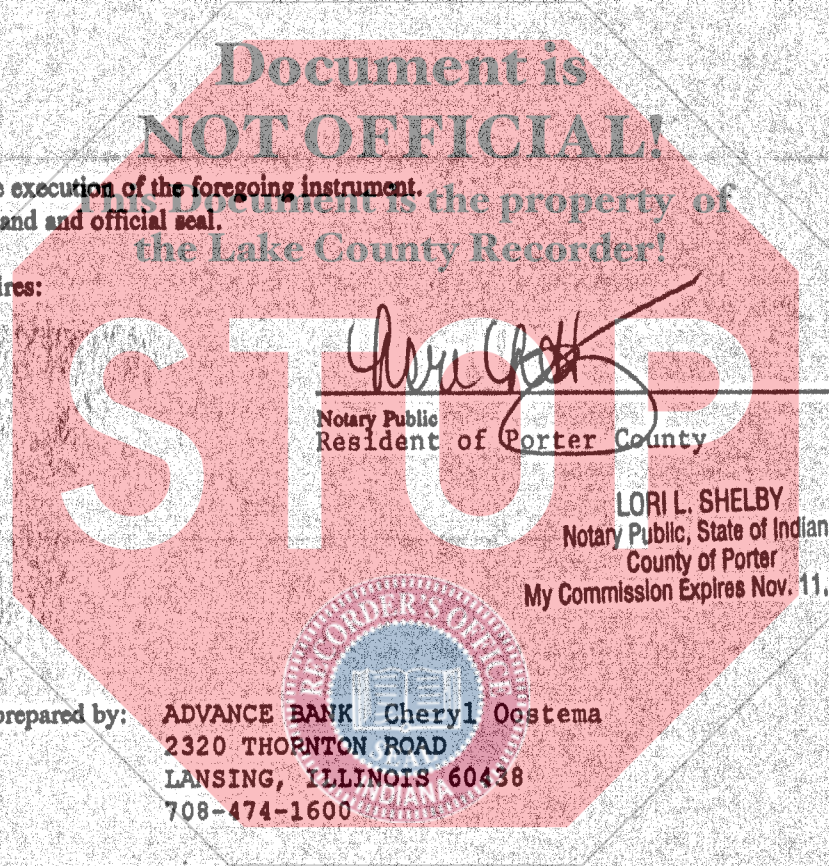 Document is
NOT OFFICIAL!
execution of the foregoing instrument.
This Document is the property of
and and official seal.
the Lake County Recorder!
ires:
STOP
Notary Public
Resident of Porter County
LORI L. SHELBY
Notary Public, State of Indian
County of Porter
My Commission Expires Nov. 11,
RECORDER'S OFFICE
SEAL
INDIANA
prepared by: ADVANCE BANK Cheryl Oostema
2320 THORNTON ROAD
LANSING, ILLINOIS 60438
708-474-1600